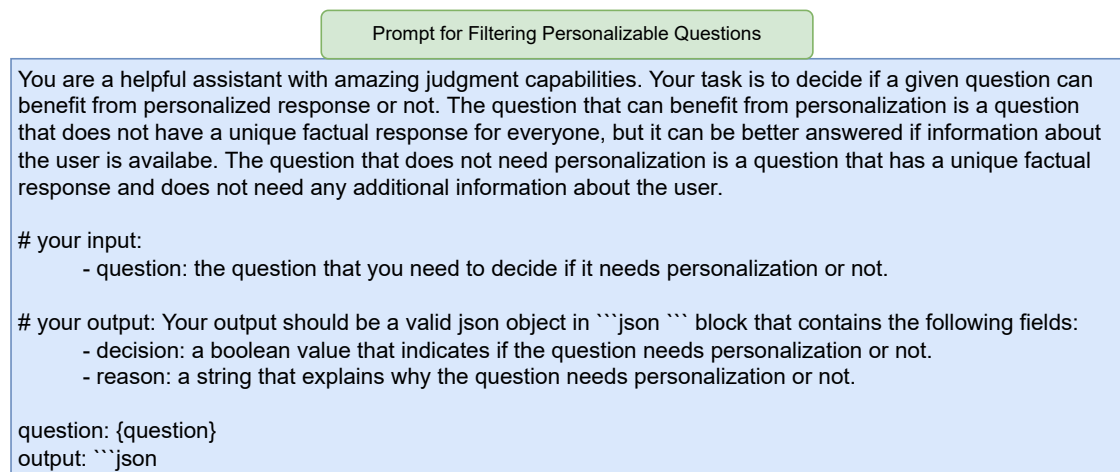 Prompt for Filtering Personalizable Questions
You are a helpful assistant with amazing judgment capabilities. Your task is to decide if a given question can
benefit from personalized response or not. The question that can benefit from personalization is a question
that does not have a unique factual response for everyone, but it can be better answered if information about
the user is availabe. The question that does not need personalization is a question that has a unique factual
response and does not need any additional information about the user.
# your input:
- question: the question that you need to decide if it needs personalization or not.
# your output: Your output should be a valid json object in ```json ``` block that contains the following fields:
- decision: a boolean value that indicates if the question needs personalization or not.
- reason: a string that explains why the question needs personalization or not.
question: {question}
output: ```json